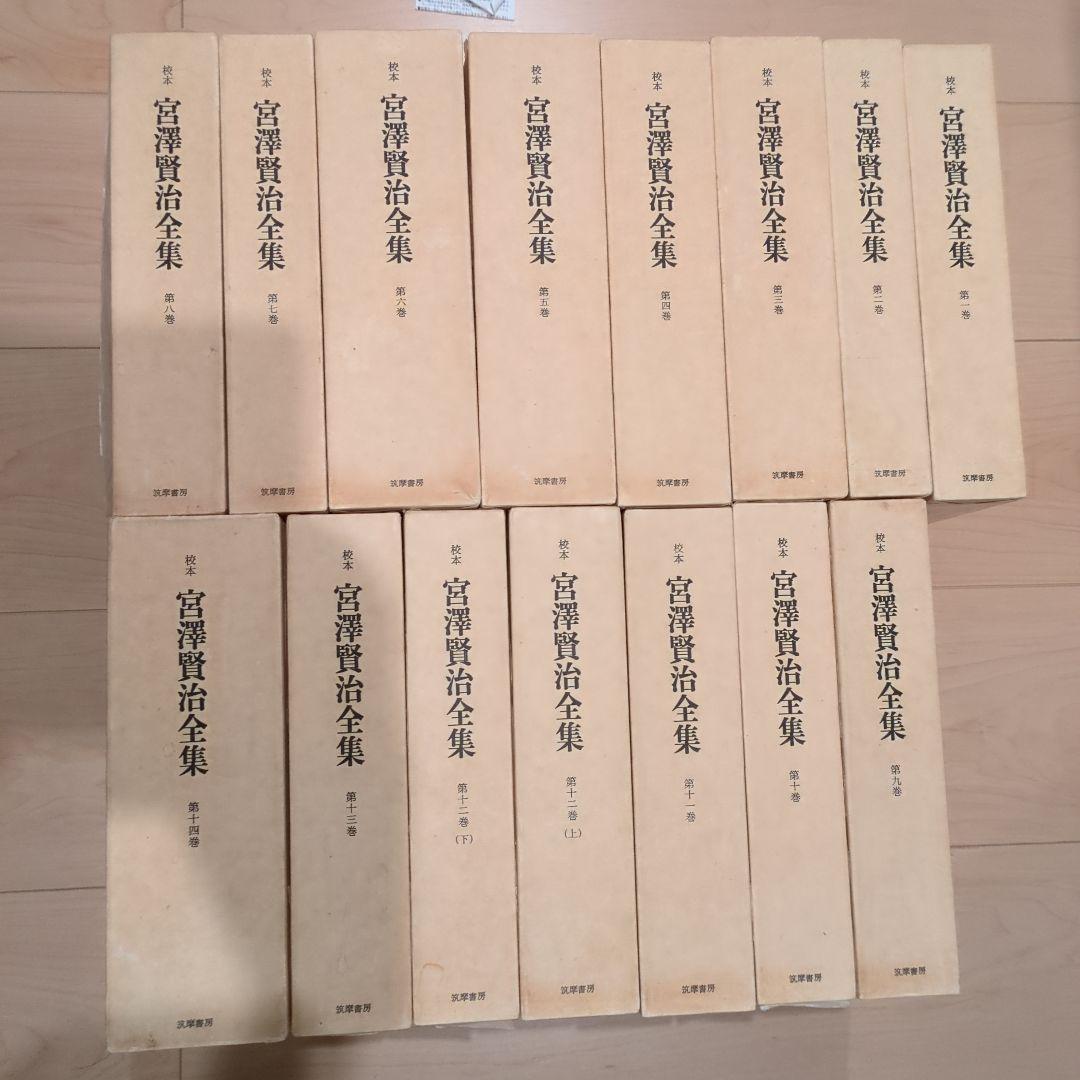 校本 宮澤賢治全集 第一巻 筑摩書房
校本 宮澤賢治全集 第二巻 筑摩書房
校本 宮澤賢治全集 第三巻 筑摩書房
校本 宮澤賢治全集 第四巻 筑摩書房
校本 宮澤賢治全集 第五巻 筑摩書房
校本 宮澤賢治全集 第六巻 筑摩書房
校本 宮澤賢治全集 第七巻 筑摩書房
校本 宮澤賢治全集 第八巻 筑摩書房
校本 宮澤賢治全集 第九巻 筑摩書房
校本 宮澤賢治全集 第十巻 筑摩書房
校本 宮澤賢治全集 第十一巻 筑摩書房
校本 宮澤賢治全集 第十二巻(上) 筑摩書房
校本 宮澤賢治全集 第十二巻(下) 筑摩書房
校本 宮澤賢治全集 第十三巻 筑摩書房
校本 宮澤賢治全集 第十四巻 筑摩書房